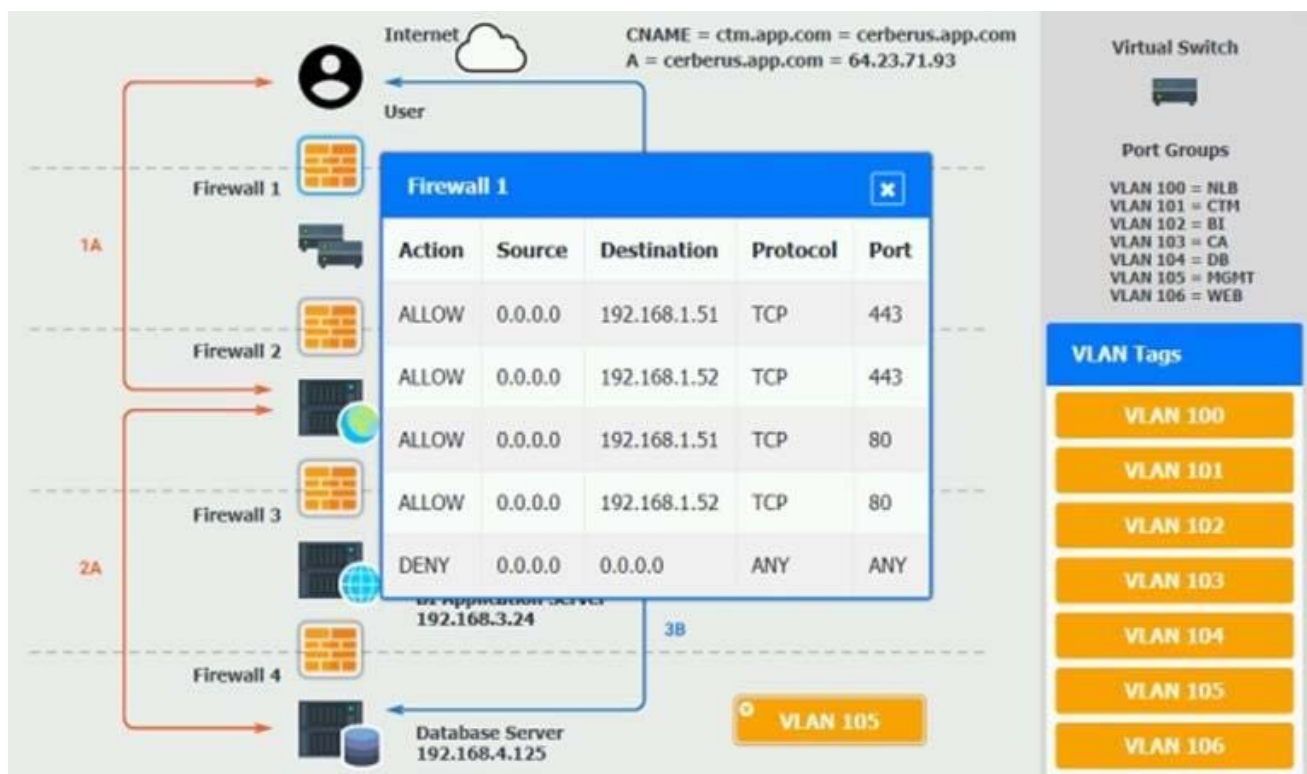 Internet
CNAME = ctm.app.com = cerberus.app.com
A = cerberus.app.com = 64.23.71.93
User
Firewall 1
1A
Firewall 2
Firewall 3
2A
Firewall 4
Firewall 1
Action Source Destination Protocol Port
ALLOW 0.0.0.0 192.168.1.51 TCP 443
ALLOW 0.0.0.0 192.168.1.52 TCP 443
ALLOW 0.0.0.0 192.168.1.51 TCP 80
ALLOW 0.0.0.0 192.168.1.52 TCP 80
DENY 0.0.0.0 0.0.0.0 ANY ANY
BI Application Server
192.168.3.24
3B
Database Server
192.168.4.125
VLAN 105
Virtual Switch
Port Groups
VLAN 100 = NLB
VLAN 101 = CTM
VLAN 102 = BI
VLAN 103 = CA
VLAN 104 = DB
VLAN 105 = MGMT
VLAN 106 = WEB
VLAN Tags
VLAN 100
VLAN 101
VLAN 102
VLAN 103
VLAN 104
VLAN 105
VLAN 106